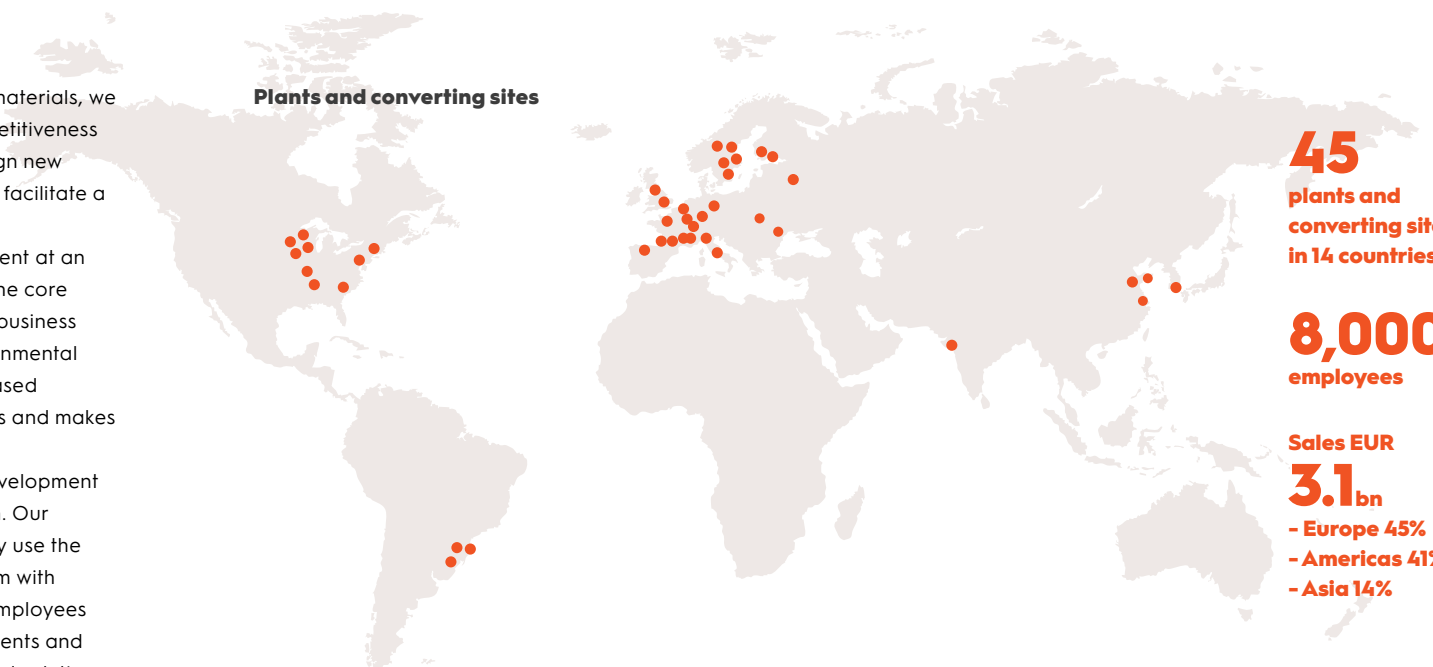 materials, we
etitiveness
gn new
facilitate a
ent at an
ne core
business
nmental
ased
s and makes
velopment
. Our
y use the
m with
mployees
ents and
Plants and converting sites
45
plants and
converting sit
in 14 countries
8,000
employees
Sales EUR
3.1bn
- Europe 45%
- Americas 41%
- Asia 14%